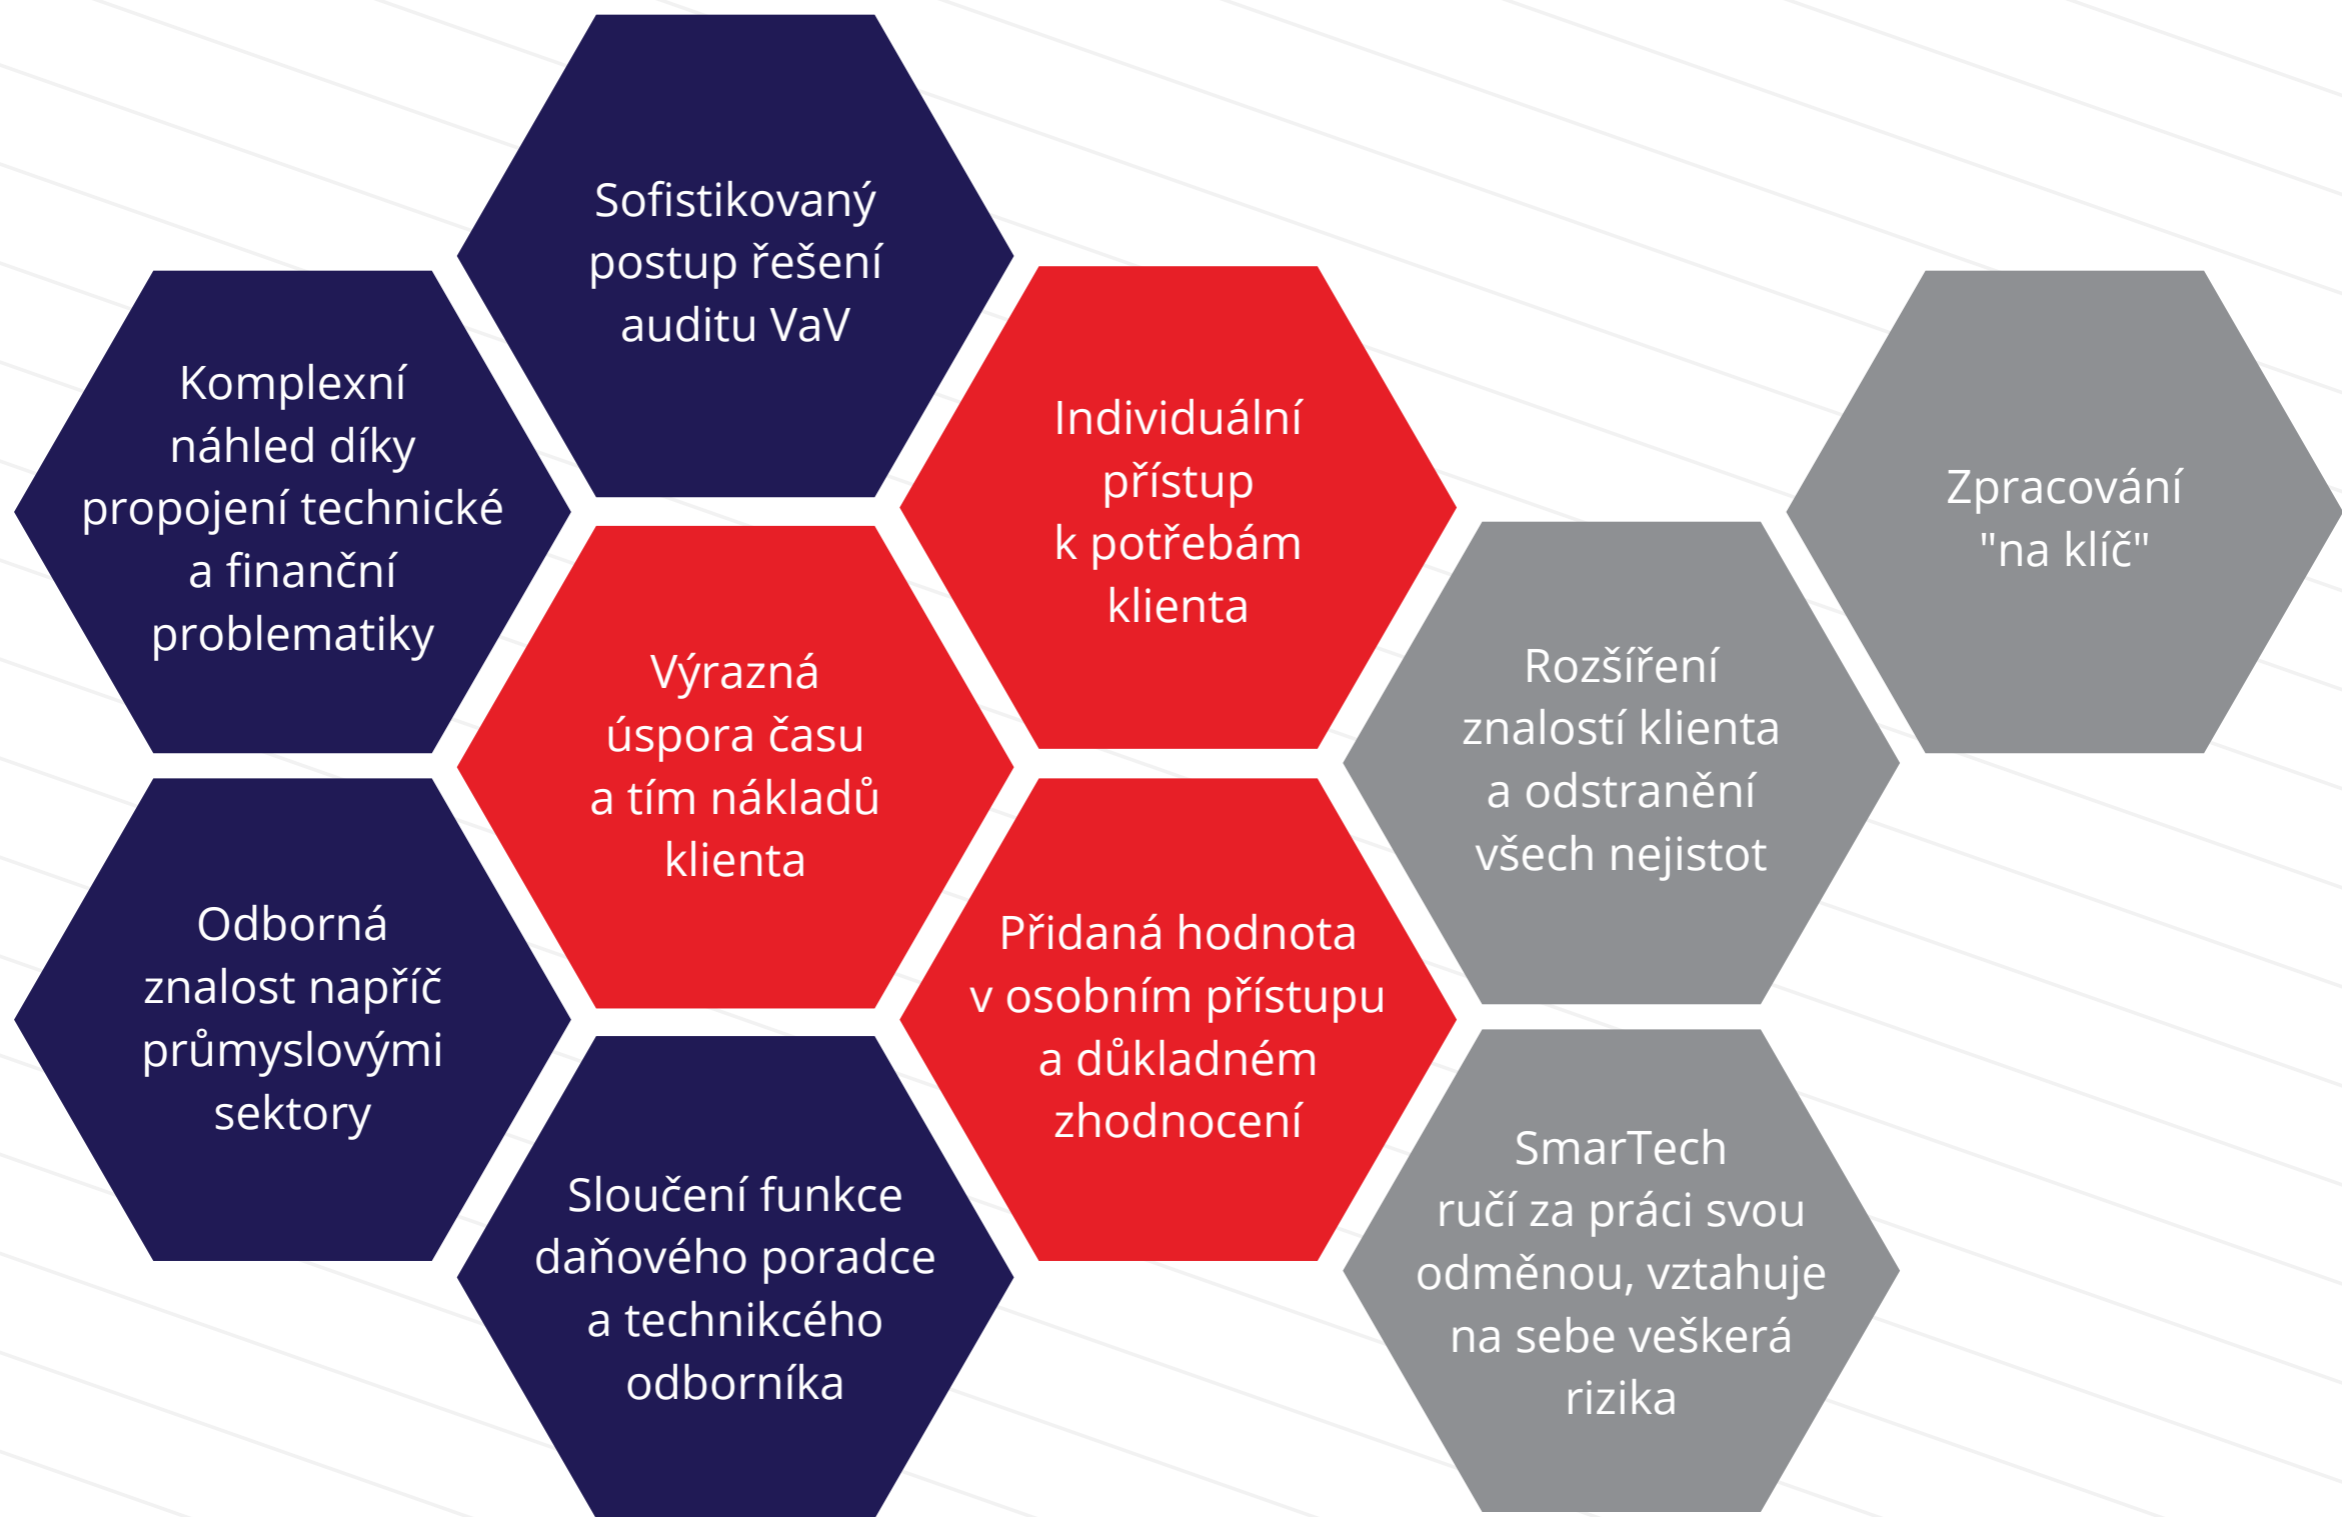 Sofistikovaný
postup řešení
auditu VaV
Komplexní
náhled díky
propojení technické
a finanční
problematiky
Individuální
přístup
k potřebám
klienta
Zpracování
"na klíč"
Výrazná
úspora času
a tím nákladů
klienta
Rozšíření
znalostí klienta
a odstranění
všech nejistot
Odborná
znalost napříč
průmyslovými
sektory
Přidaná hodnota
v osobním přístupu
a důkladném
zhodnocení
Sloučení funkce
daňového poradce
a technikcého
odborníka
SmarTech
ručí za práci svou
odměnou, vztahuje
na sebe veškerá
rizika